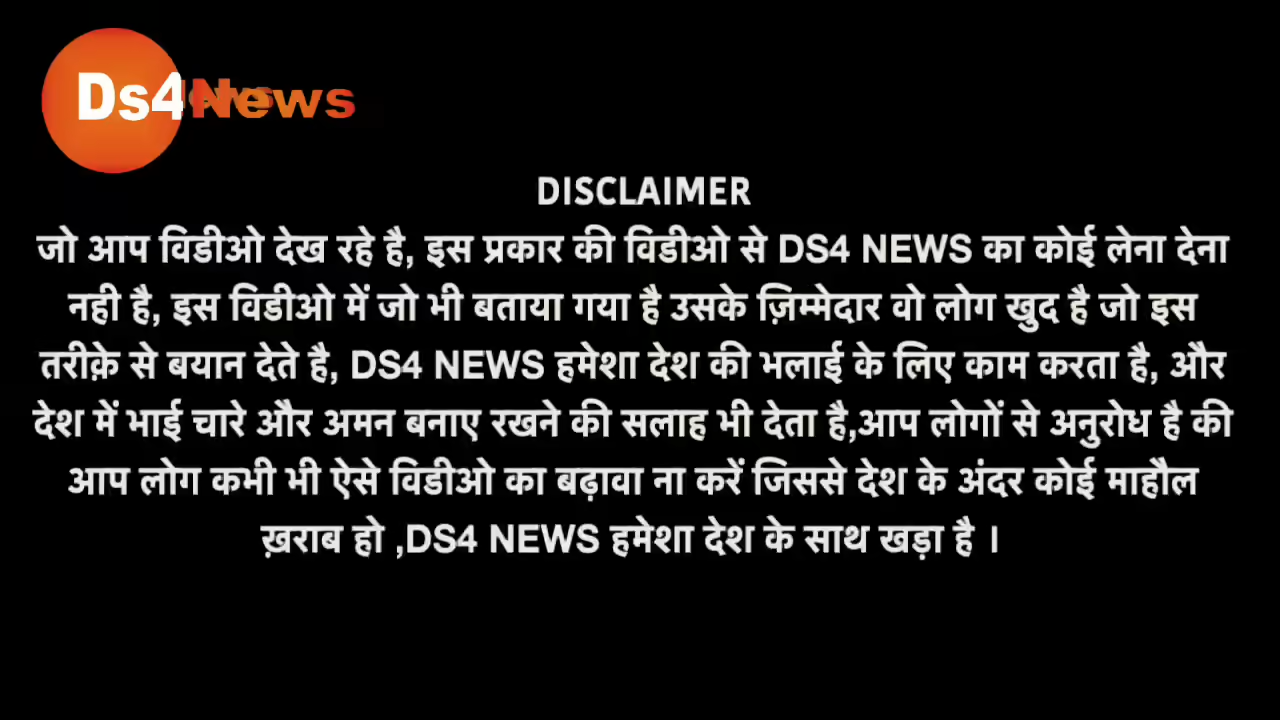 Ds4News
DISCLAIMER
जो आप विडीओ देख रहे है, इस प्रकार की विडीओ से DS4 NEWS का कोई लेना देना
नही है, इस विडीओ में जो भी बताया गया है उसके ज़िम्मेदार वो लोग खुद है जो इस
तरीक़े से बयान देते है, DS4 NEWS हमेशा देश की भलाई के लिए काम करता है, और
देश में भाई चारे और अमन बनाए रखने की सलाह भी देता है,आप लोगों से अनुरोध है की
आप लोग कभी भी ऐसे विडीओ का बढ़ावा ना करें जिससे देश के अंदर कोई माहौल
ख़राब हो ,DS4 NEWS हमेशा देश के साथ खड़ा है ।